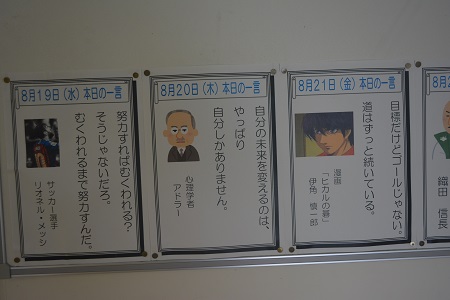 8月19日（水）本日の一言
努力すればむくわれる？
そうじゃないだろ。
むくわれるまで努力すんだ。
サッカー選手
リオネル・メッシ
8月20日（木）本日の一言
自分の未来を変えるのは、
やっぱり
自分しかありません。
心理学者
アドラー
8月21日（金）本日の一言
目標だけどゴールじゃない。
道はずっと続いている。
漫画
「ヒカルの碁」
伊角 慎一郎
8月2
織田 信長